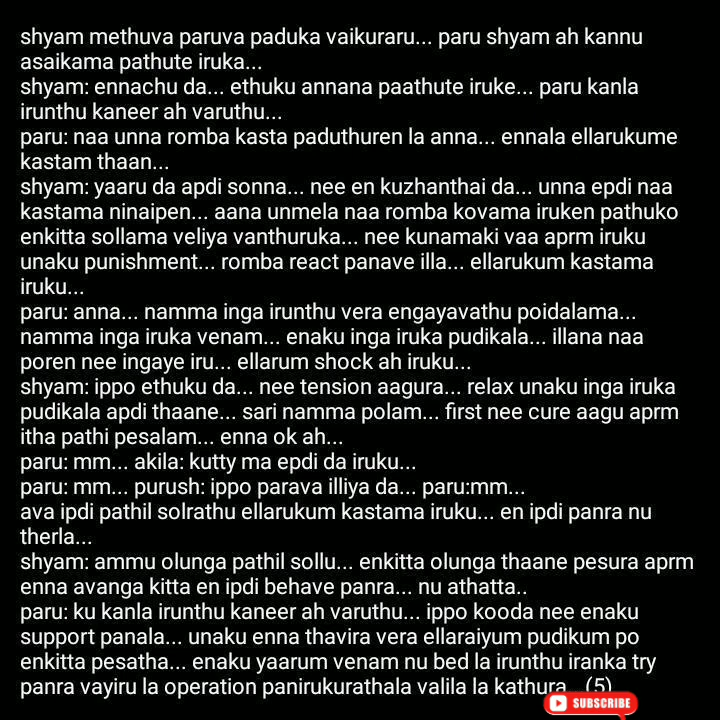 shyam methuva paruva paduka vaikuraru... paru shyam ah kannu
asaikama pathute iruka...
shyam: ennachu da... ethuku annana paathute iruke... paru kanla
irunthu kaneer ah varuthu...
paru: naa unna romba kasta paduthuren la anna... ennala ellarukume
kastam thaan...
shyam: yaaru da apdi sonna... nee en kuzhanthai da... unna epdi naa
kastama ninaipen... aana unmela naa romba kovama iruken pathuko
enkitta sollama veliya vanthuruka... nee kunamaki vaa aprm iruku
unaku punishment... romba react panave illa... ellarukum kastama
iruku...
paru: anna... namma inga irunthu vera engayavathu poidalama...
namma inga iruka venam... enaku inga iruka pudikala... illana naa
poren nee ingaye iru... ellarum shock ah iruku...
shyam: ippo ethuku da... nee tension aagura... relax unaku inga iruka
pudikala apdi thaane... sari namma polam... first nee cure aagu aprm
itha pathi pesalam... enna ok ah...
paru: mm... akila: kutty ma epdi da iruku...
paru: mm... purush: ippo parava illiya da... paru:mm...
ava ipdi pathil solrathu ellarukum kastama iruku... en ipdi panra nu
therla...
shyam: ammu olunga pathil sollu... enkitta olunga thaane pesura aprm
enna avanga kitta en ipdi behave panra... nu athatta..
paru: ku kanla irunthu kaneer ah varuthu... ippo kooda nee enaku
support panala... unaku enna thavira vera ellaraiyum pudikum po
enkitta pesatha... enaku yaarum venam nu bed la irunthu iranka try
panra vayiru la operation panirukurathala valila la kathura... (5)
SUBSCRIBE